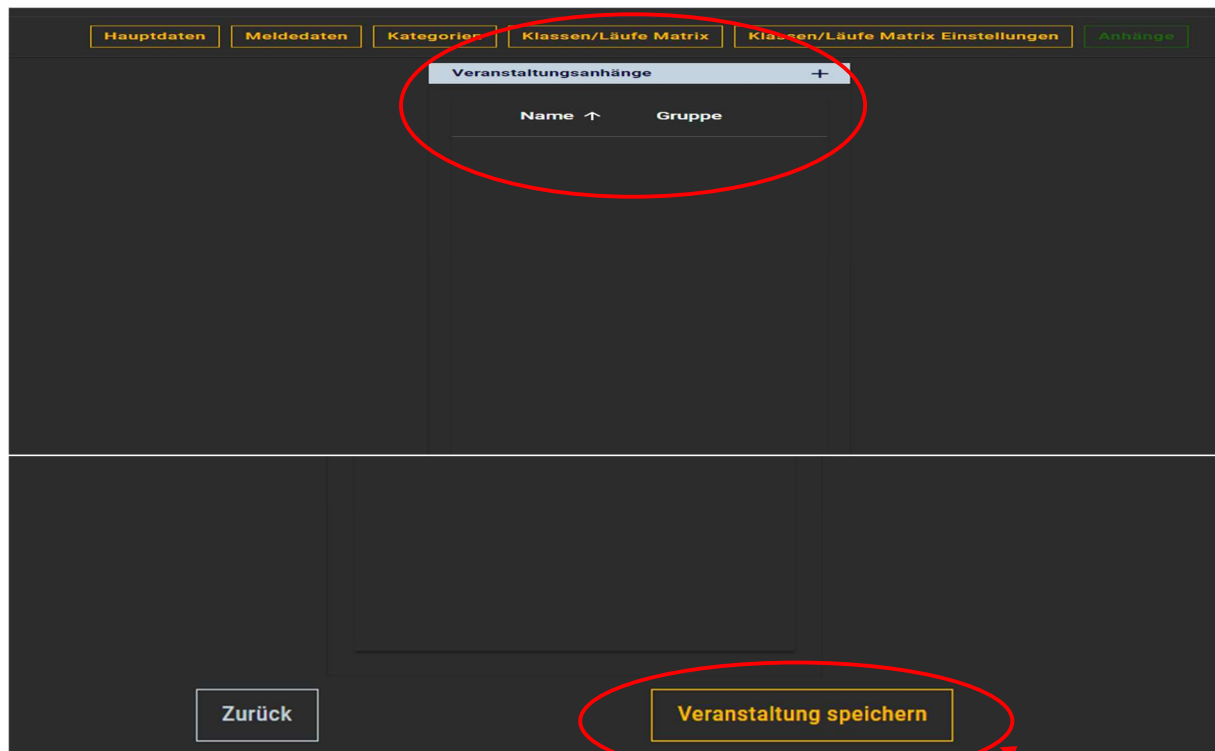 Hauptdaten Meldedaten Kategorien Klassen/Läufe Matrix Klassen/Läufe Matrix Einstellungen Anhänge
Veranstaltungsanhänge +
Name ↑ Gruppe
Zurück Veranstaltung speichern